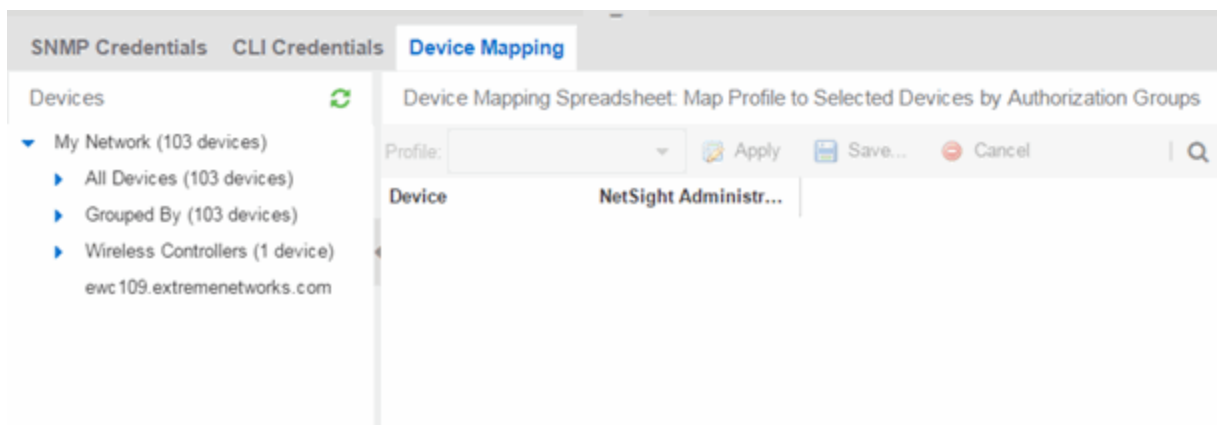 SNMP Credentials CLI Credentials Device Mapping
Devices
Device Mapping Spreadsheet: Map Profile to Selected Devices by Authorization Groups
My Network (103 devices)
All Devices (103 devices)
Grouped By (103 devices)
Wireless Controllers (1 device)
ewc109.extremenetworks.com
Profile: Apply Save... Cancel
Device NetSight Administr...